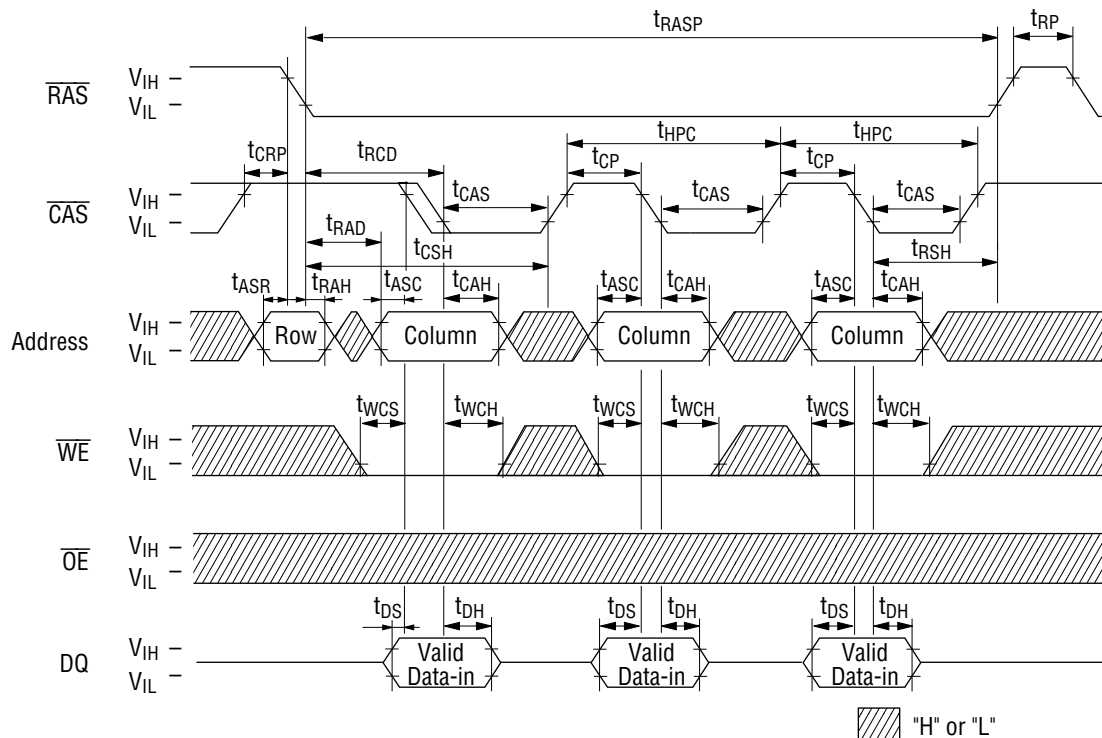 tRASP tRP
RAS VIH VIL
tCRP tRCD tHPC tHPC
tCP tCP
CAS VIH VIL
tCAS tCAS tCAS
tRAD tCSH tRSH
tASR tRAH tASC tCAH tASC tCAH tASC tCAH
Address VIH VIL
Row Column Column Column
tWCS tWCH tWCS tWCH tWCS tWCH
WE VIH VIL
OE VIH VIL
tDS tDH tDS tDH tDS tDH
DQ VIH VIL
Valid Data-in Valid Data-in Valid Data-in
"H" or "L"